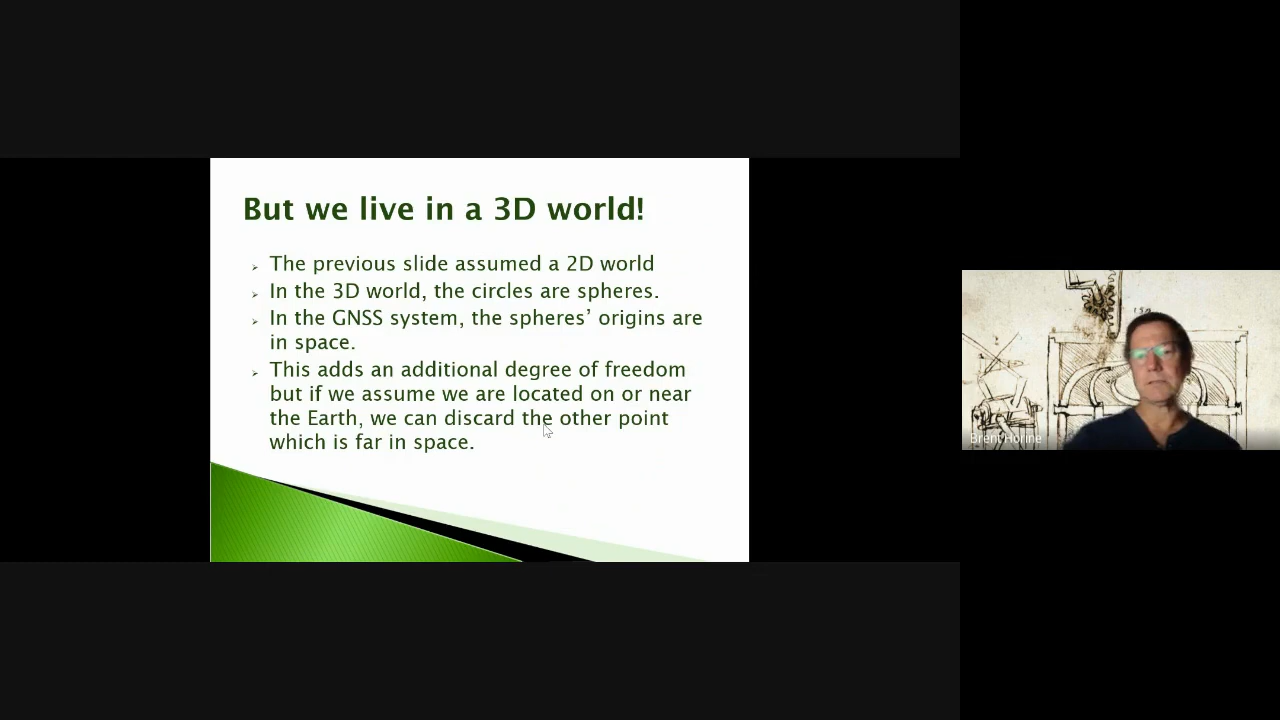 But we live in a 3D world!
The previous slide assumed a 2D world
In the 3D world, the circles are spheres.
In the GNSS system, the spheres’ origins are
in space.
This adds an additional degree of freedom
but if we assume we are located on or near
the Earth, we can discard the other point
which is far in space.
Brent Horine